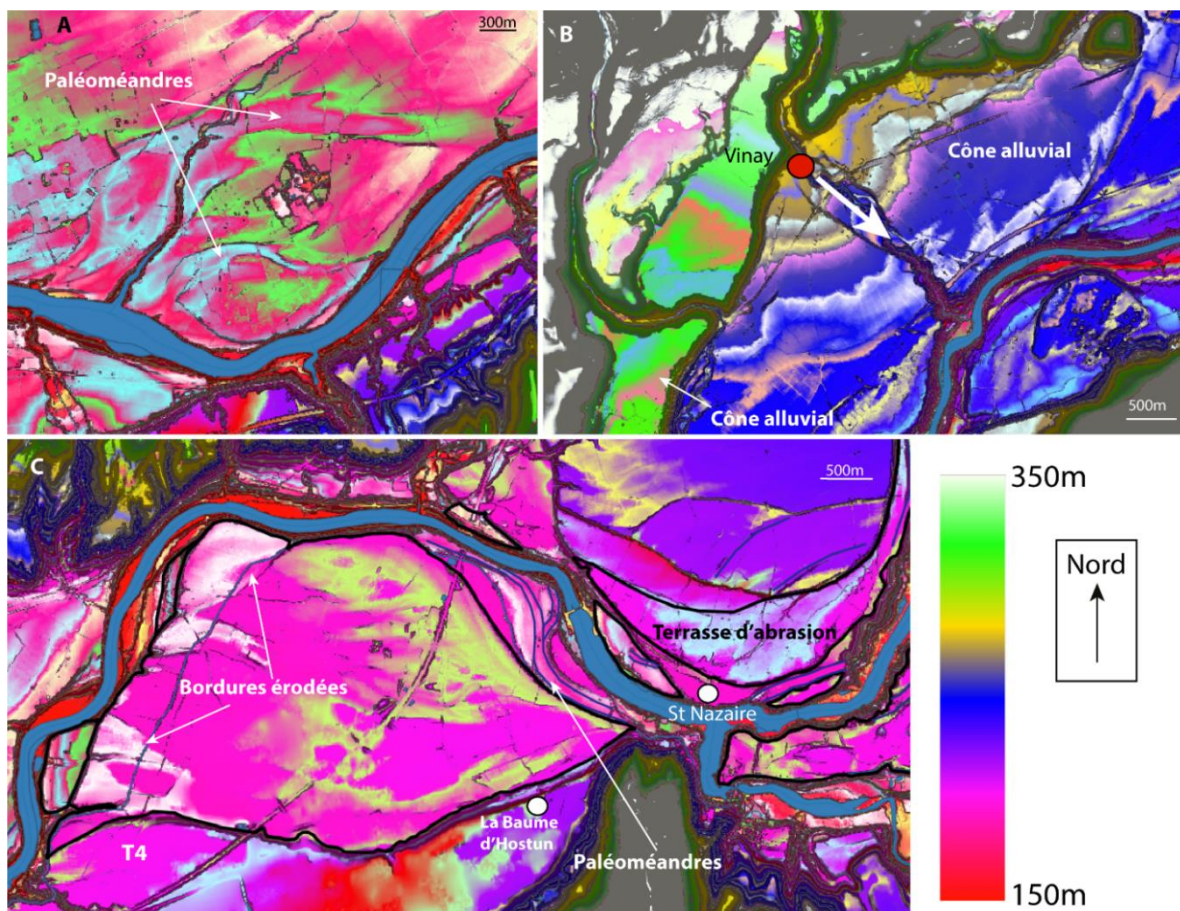 A
300m
Paléoméandres
B
Vinay
Cône alluvial
Cône alluvial
500m
C
500m
Terrasse d'abrasion
Bordures érodées
St Nazaire
La Baume
d'Hostun
T4
Paléoméandres
350m
Nord
150m